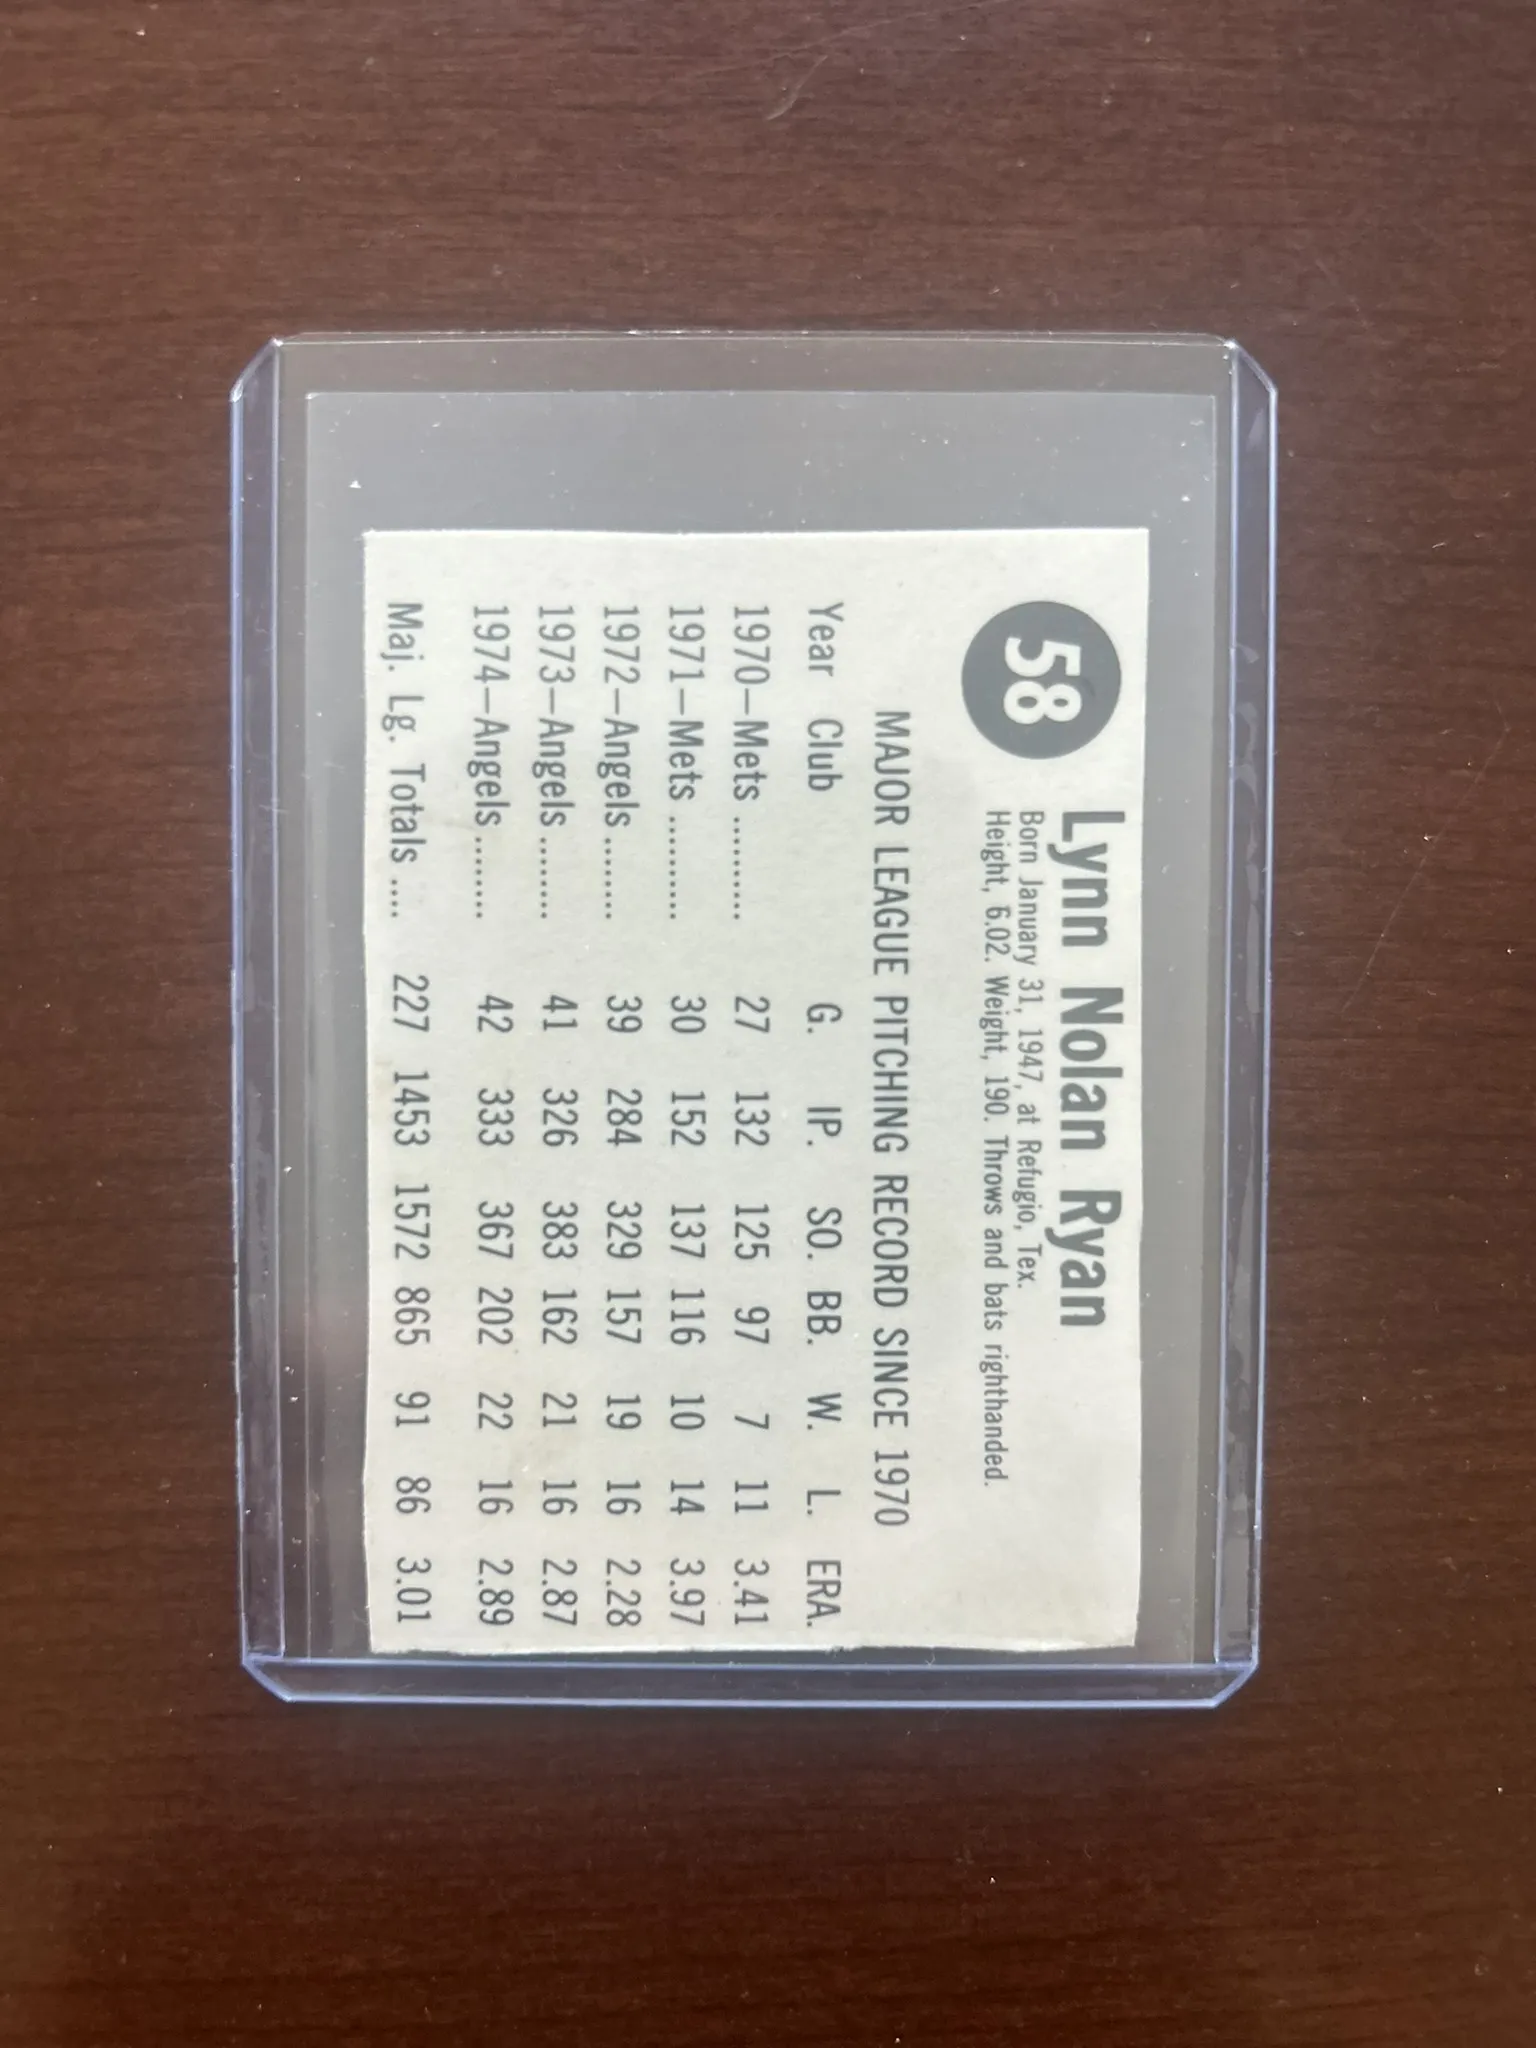 58
Lynn Nolan Ryan
Born January 31, 1947, at Refugio, Tex.
Height, 6.02. Weight, 190. Throws and bats righthanded.
MAJOR LEAGUE PITCHING RECORD SINCE 1970
Year Club G. IP. SO. BB. W. L. ERA.
1970—Mets .......... 27 132 125 97 7 11 3.41
1971—Mets .......... 30 152 137 116 10 14 3.97
1972—Angels ........ 39 284 329 157 19 16 2.28
1973—Angels ........ 41 326 383 162 21 16 2.87
1974—Angels ........ 42 333 367 202 22 16 2.89
Maj. Lg. Totals .... 227 1453 1572 865 91 86 3.01